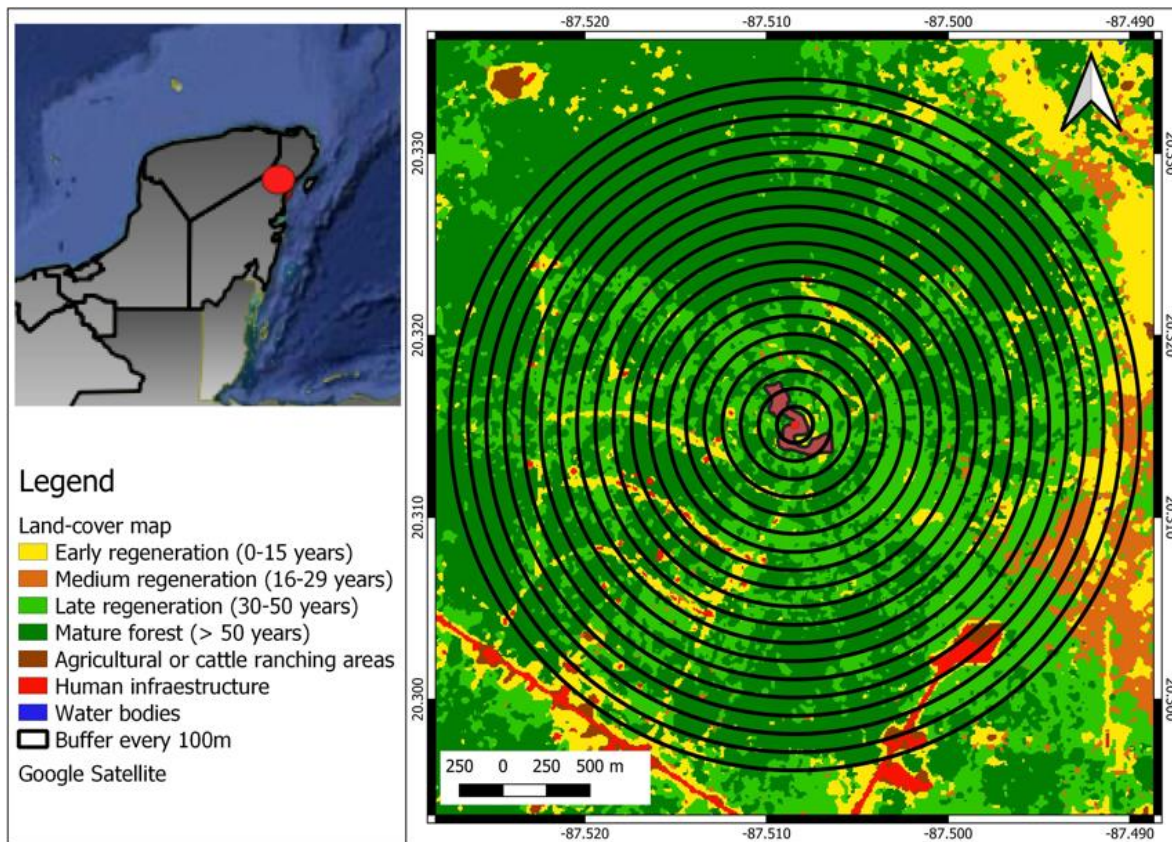 Legend
Land-cover map
Early regeneration (0-15 years)
Medium regeneration (16-29 years)
Late regeneration (30-50 years)
Mature forest (> 50 years)
Agricultural or cattle ranching areas
Human infraestructure
Water bodies
Buffer every 100m
Google Satellite
-87.520 -87.510 -87.500 -87.490
20.330 20.330
20.320 20.320
20.310 20.310
20.300 20.300
250 0 250 500 m
-87.520 -87.510 -87.500 -87.490